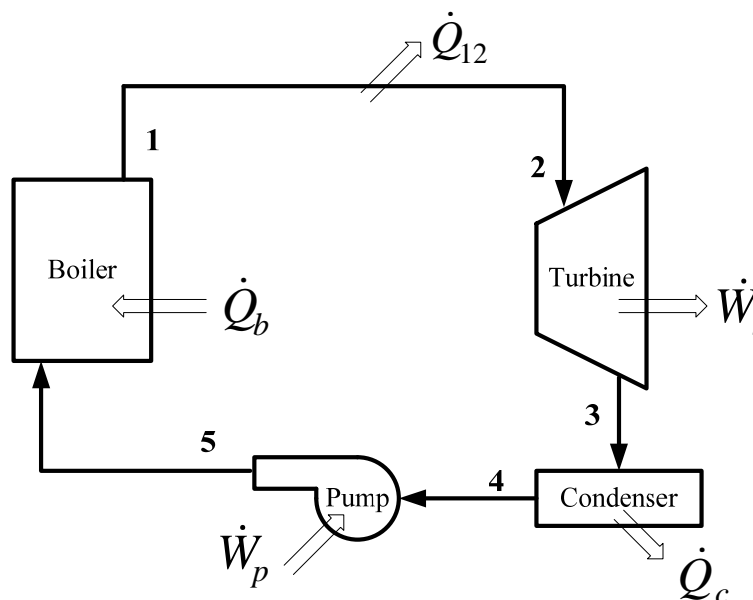 Q̇12
1
2
Boiler
Turbine
Q̇b
Ẇ
3
5
4
Pump
Condenser
Ẇp
Q̇c